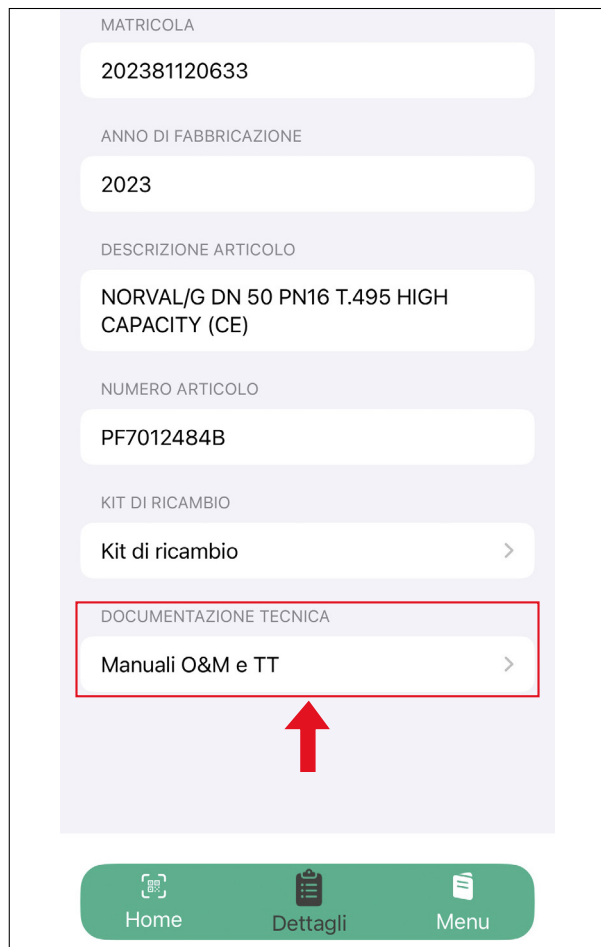 MATRICOLA
202381120633
ANNO DI FABBRICAZIONE
2023
DESCRIZIONE ARTICOLO
NORVAL/G DN 50 PN16 T.495 HIGH
CAPACITY (CE)
NUMERO ARTICOLO
PF7012484B
KIT DI RICAMBIO
Kit di ricambio
DOCUMENTAZIONE TECNICA
Manuali O&M e TT
Home
Dettagli
Menu